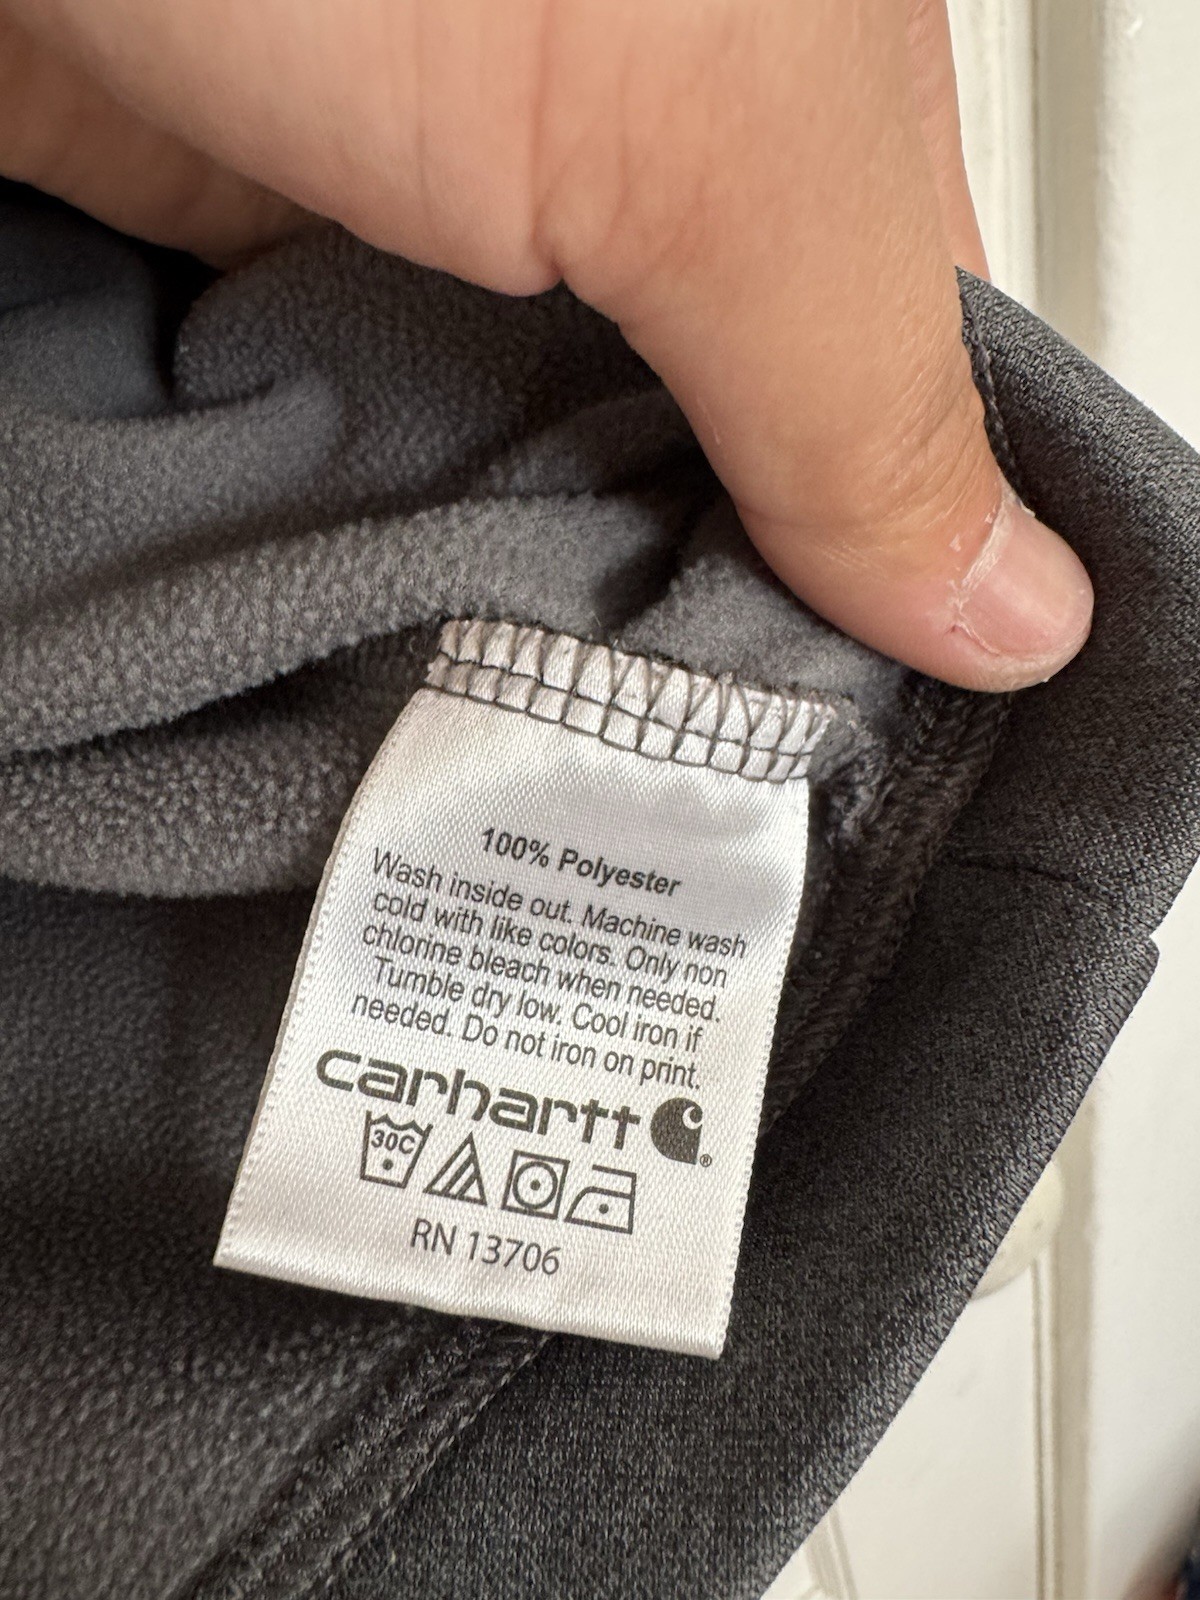 100% Polyester
Wash inside out. Machine wash
cold with like colors. Only non
chlorine bleach when needed.
Tumble dry low. Cool iron if
needed. Do not iron on print.
carhartt ®
30C
RN 13706